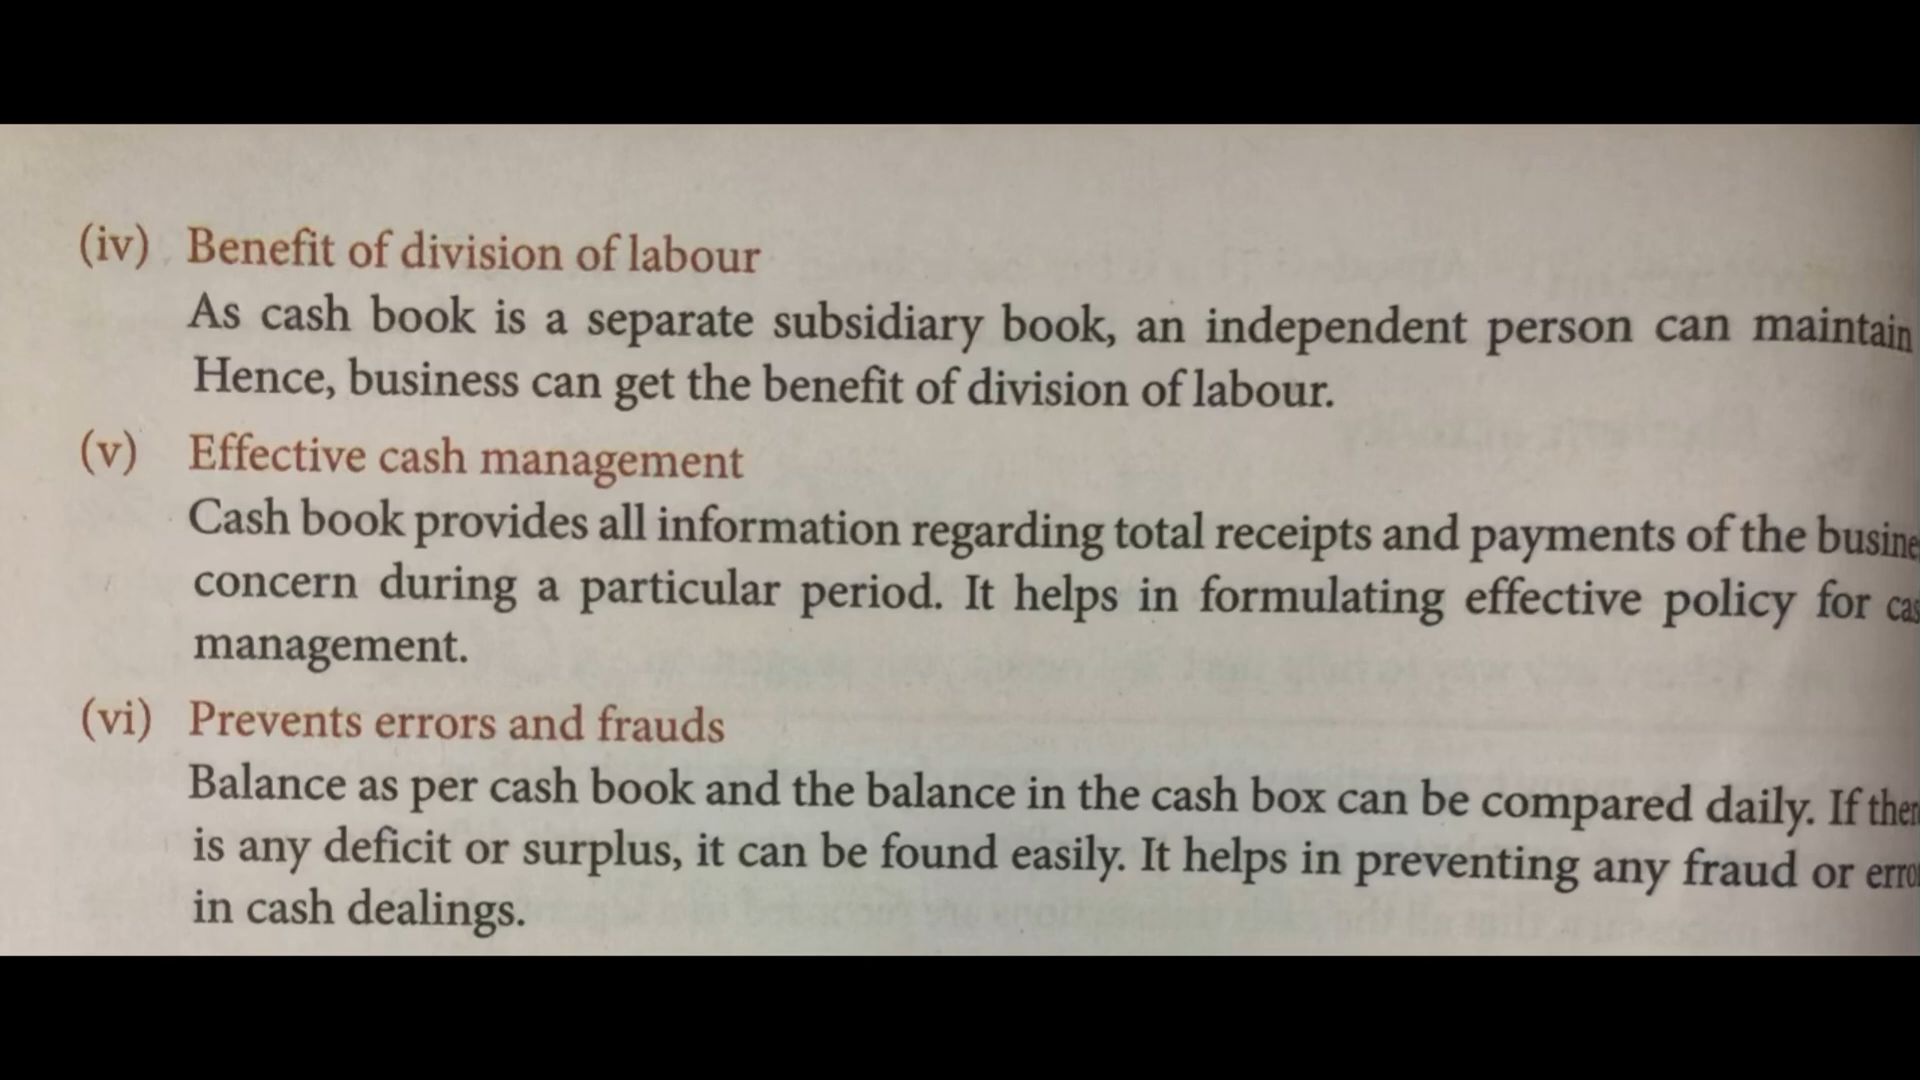 (iv) Benefit of division of labour
As cash book is a separate subsidiary book, an independent person can maintain
Hence, business can get the benefit of division of labour.
(v) Effective cash management
Cash book provides all information regarding total receipts and payments of the busine
concern during a particular period. It helps in formulating effective policy for cas
management.
(vi) Prevents errors and frauds
Balance as per cash book and the balance in the cash box can be compared daily. If ther
is any deficit or surplus, it can be found easily. It helps in preventing any fraud or error
in cash dealings.